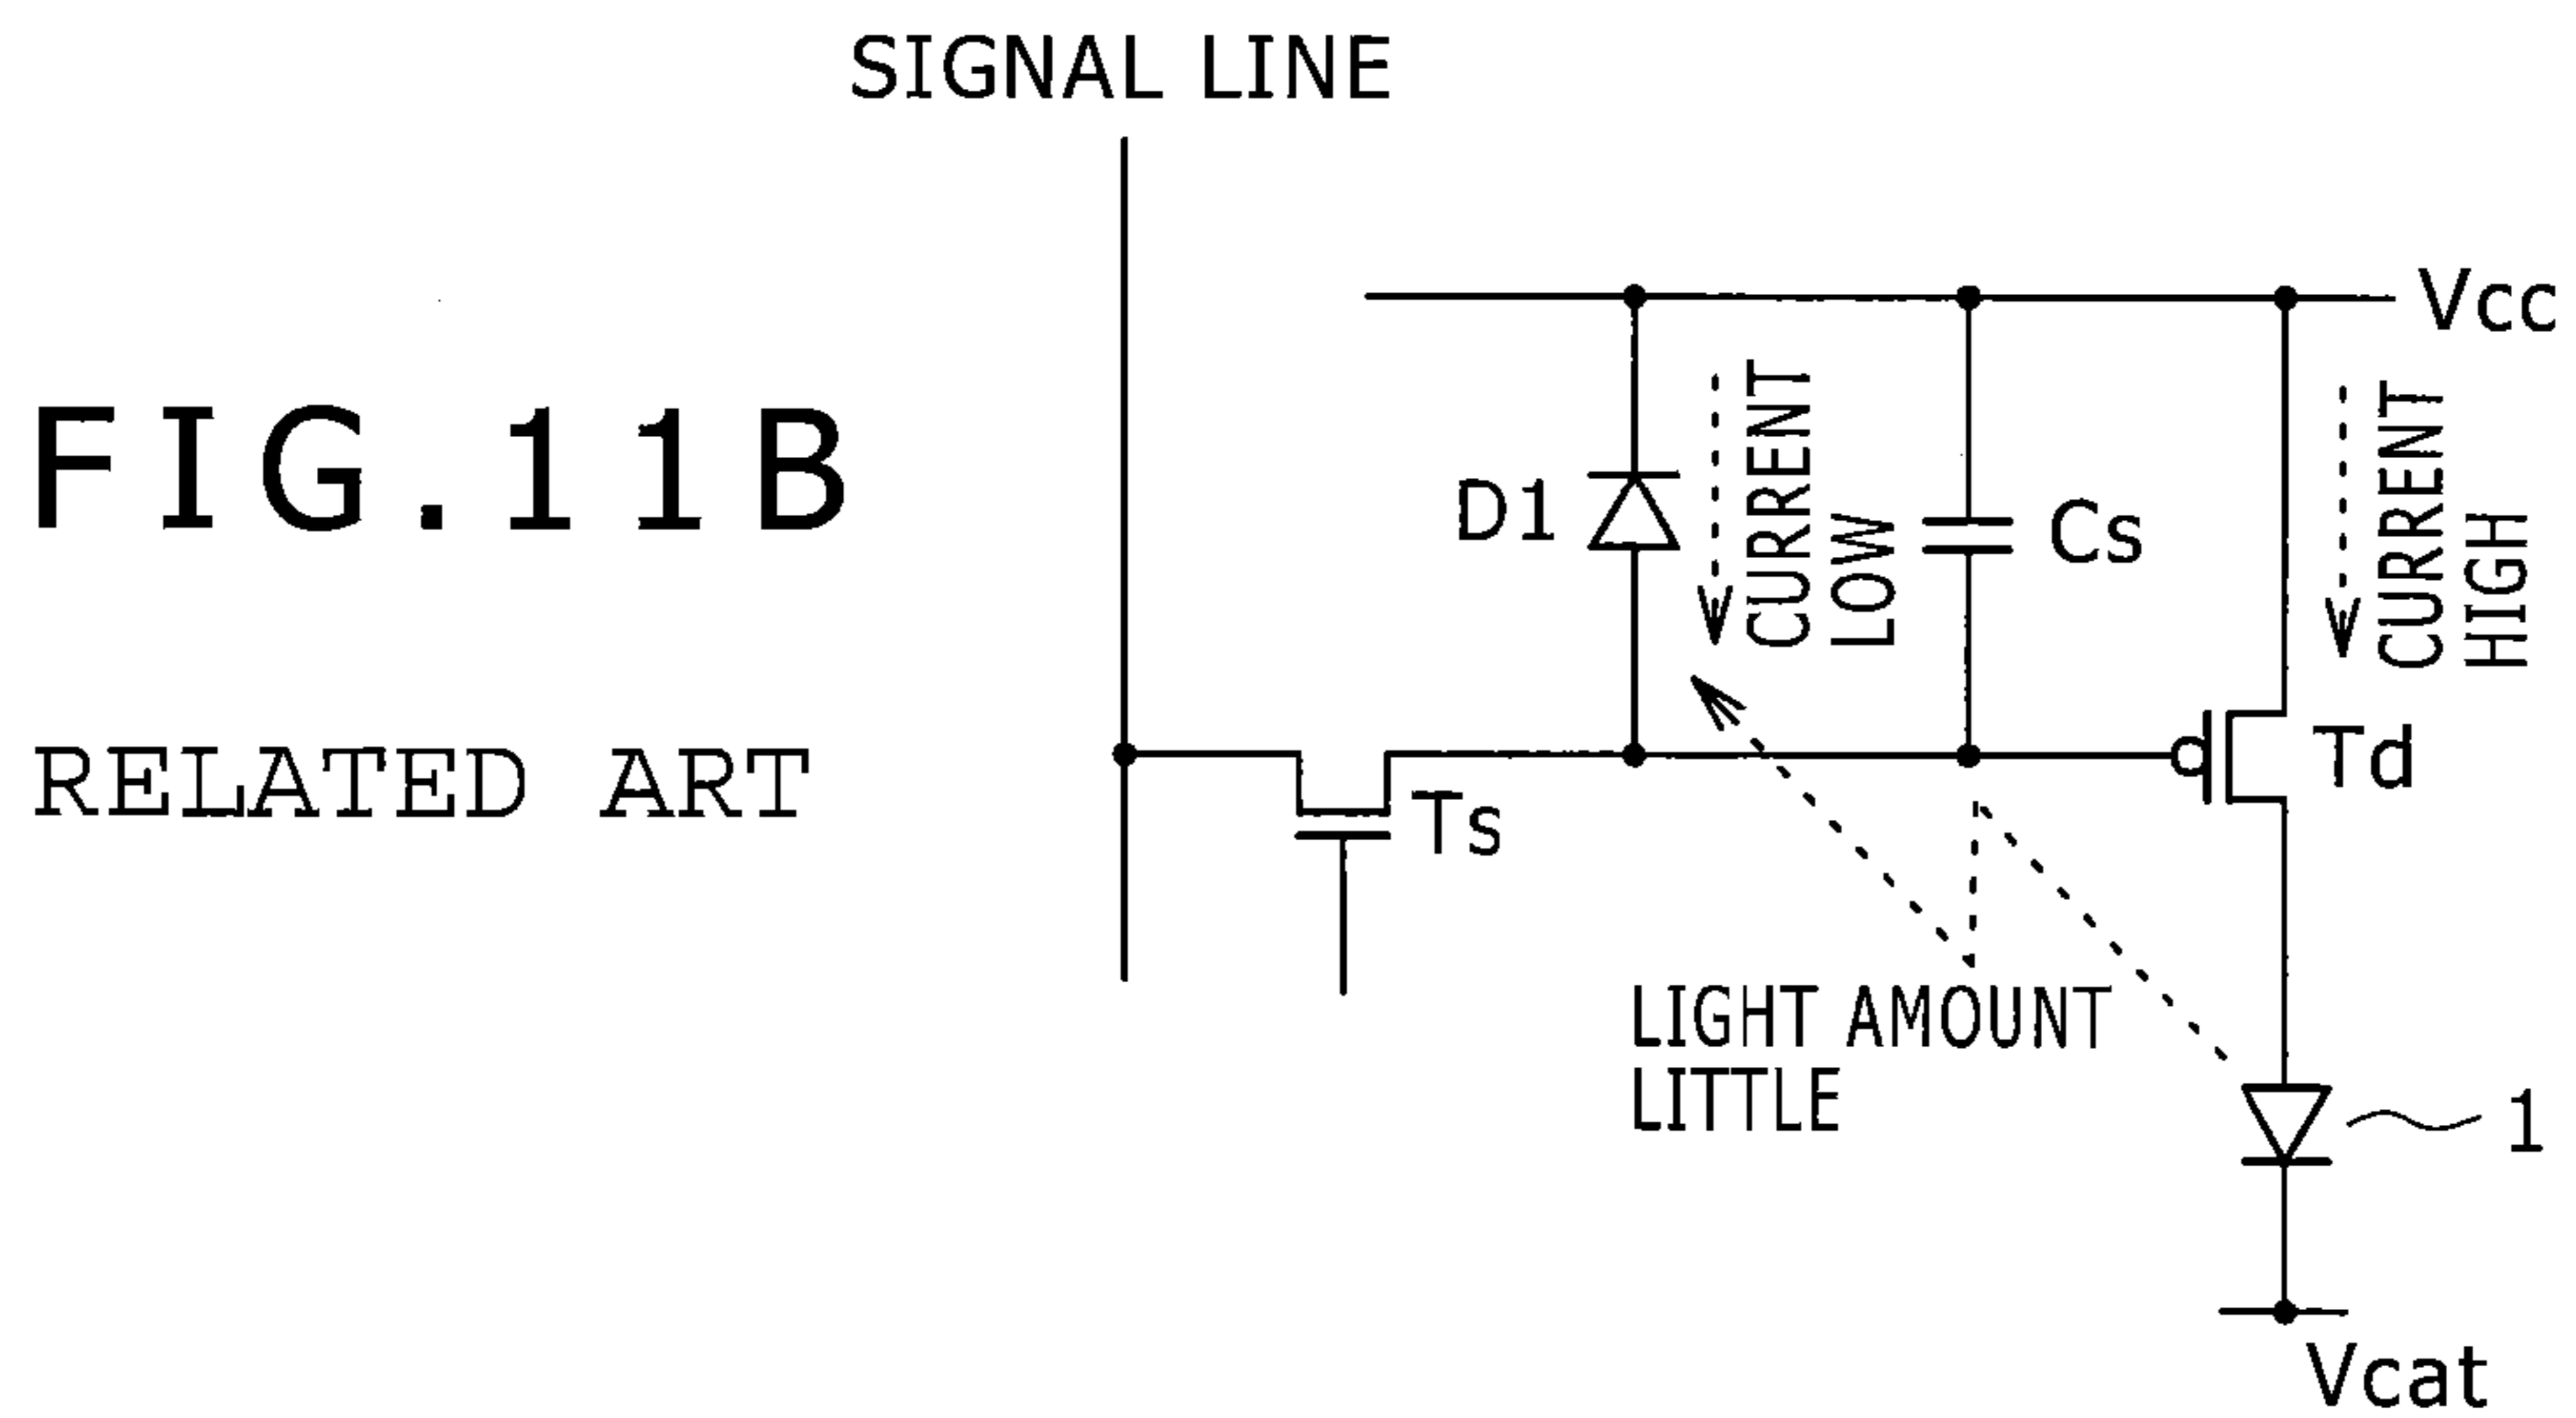 SIGNAL LINE
FIG.11B
RELATED ART
Vcc
D1
CURRENT
LOW
Cs
CURRENT
HIGH
Td
Ts
LIGHT AMOUNT
LITTLE
1
Vcat